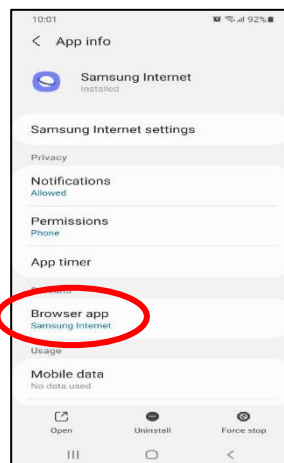 10:01 92%
App info
Samsung Internet
Installed
Samsung Internet settings
Privacy
Notifications
Allowed
Permissions
Phone
App timer
Browser app
Samsung Internet
Usage
Mobile data
No data used
Open Uninstall Force stop